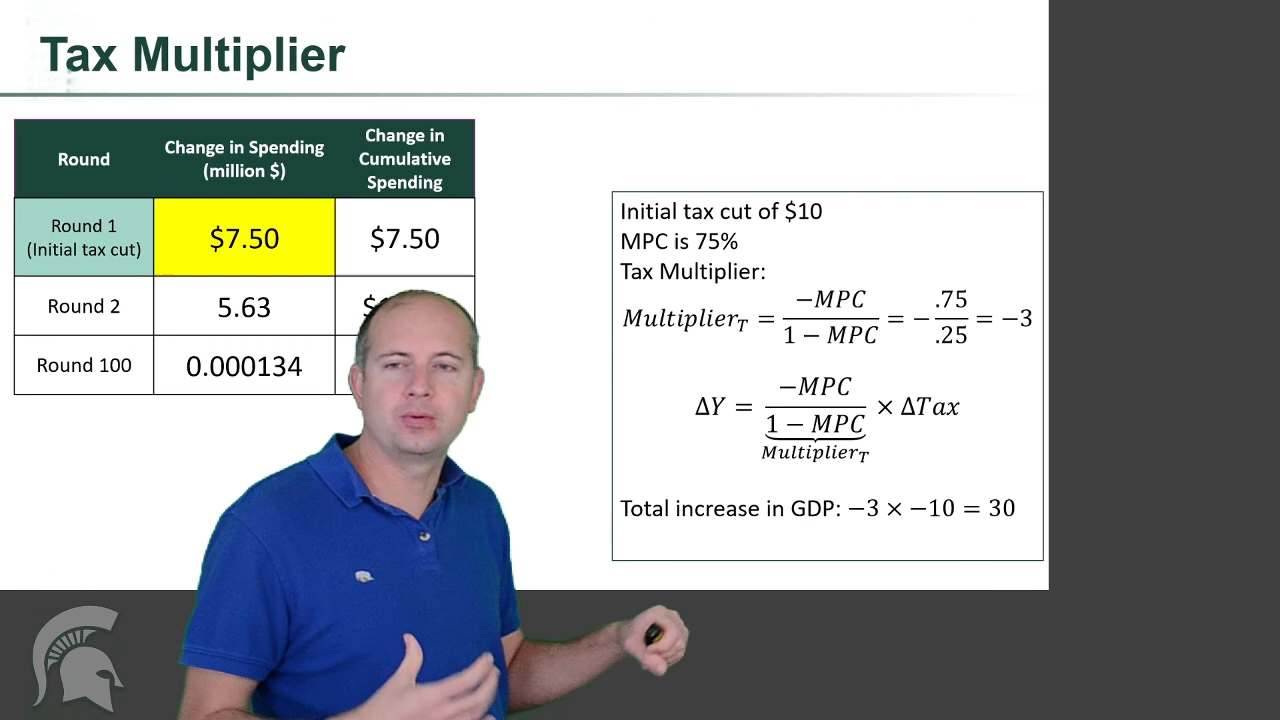 Tax Multiplier
Round
Change in Spending
(million $)
Change in
Cumulative
Spending
Round 1
(Initial tax cut)
$7.50
$7.50
Round 2
5.63
Round 100
0.000134
Initial tax cut of $10
MPC is 75%
Tax Multiplier:
Multiplier_T = −MPC / (1 − MPC) = − .75 / .25 = −3
ΔY = −MPC / (1 − MPC) × ΔTax
Multiplier_T
Total increase in GDP: −3 × −10 = 30